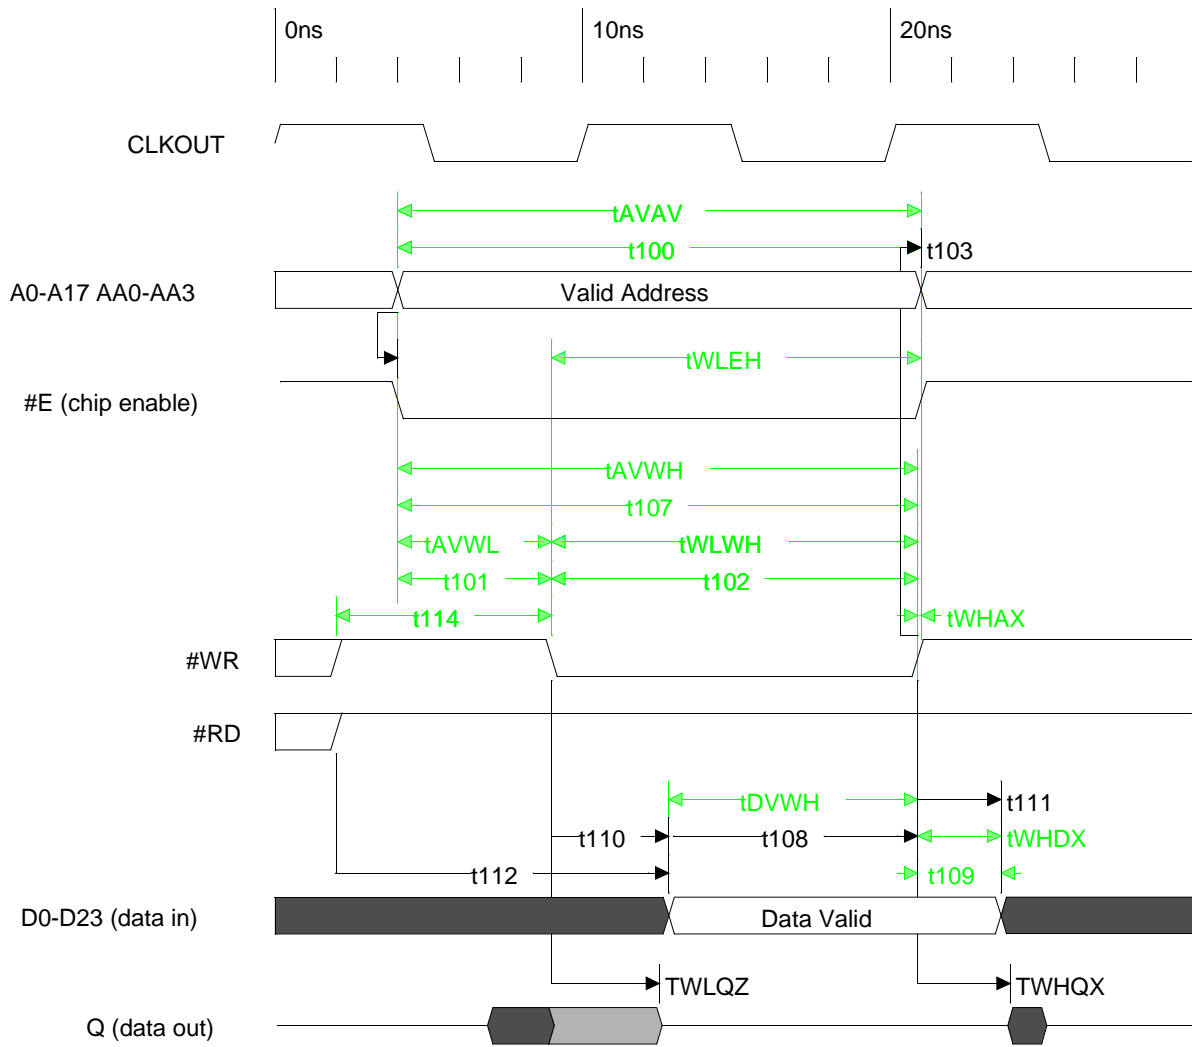 0ns 10ns 20ns
CLKOUT
tAVAV
t100 t103
A0-A17 AA0-AA3 Valid Address
tWLEH
#E (chip enable)
tAVWH
t107
tAVWL tWLWH
t101 t102
t114 tWHAX
#WR
#RD
tDVWH t111
t110 t108 tWHDX
t112 t109
D0-D23 (data in) Data Valid
TWLQZ TWHQX
Q (data out)